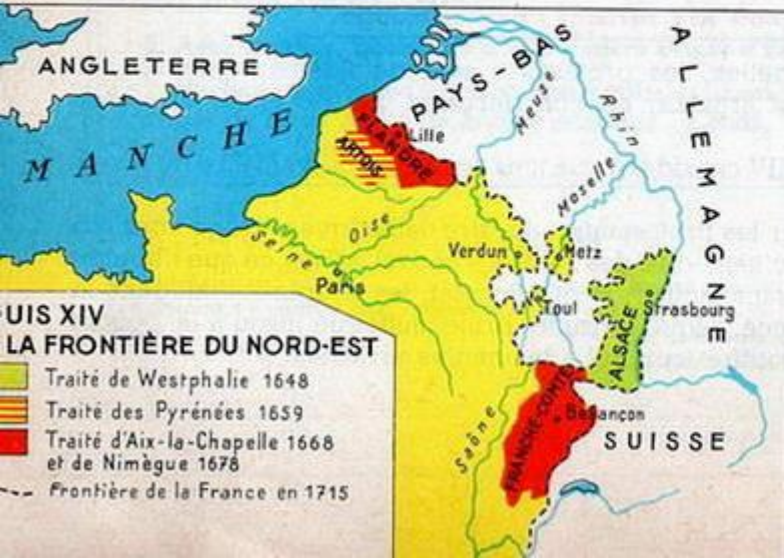 ANGLETERRE
PAYS-BAS
ALLEMAGNE
MANCHE
Meuse
Rhin
FLANDRE
Lille
ARTOIS
Moselle
Oise
Seine
Verdun
Metz
Paris
Toul
Strasbourg
ALSACE
UIS XIV
LA FRONTIÈRE DU NORD-EST
Traité de Westphalie 1648
Traité des Pyrénées 1659
Traité d'Aix-la-Chapelle 1668
et de Nimègue 1678
Frontière de la France en 1715
FRANCHE-COMTÉ
Besançon
Saône
SUISSE